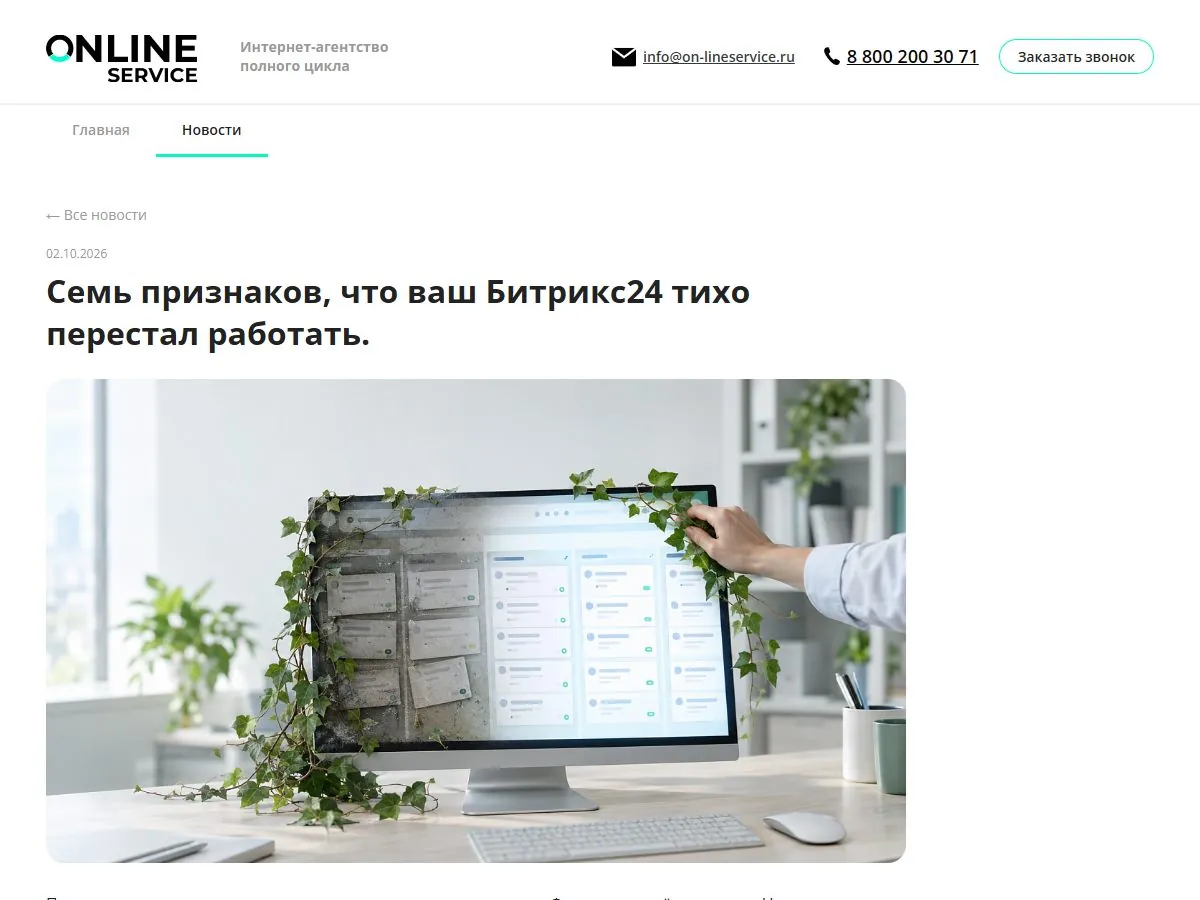 ONLINE
SERVICE
Интернет-агентство
полного цикла
info@on-lineservice.ru
8 800 200 30 71
Заказать звонок
Главная
Новости
← Все новости
02.10.2026
Семь признаков, что ваш Битрикс24 тихо
перестал работать.